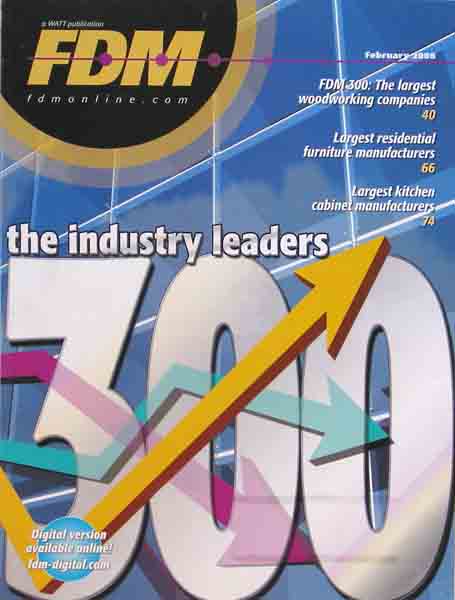 a WATT publication
FDM
fdmonline.com
february 2006
FDM 300: The largest
woodworking companies
40
Largest residential
furniture manufacturers
66
Largest kitchen
cabinet manufacturers
74
the industry leaders
300
Digital version
available online!
fdm-digital.com